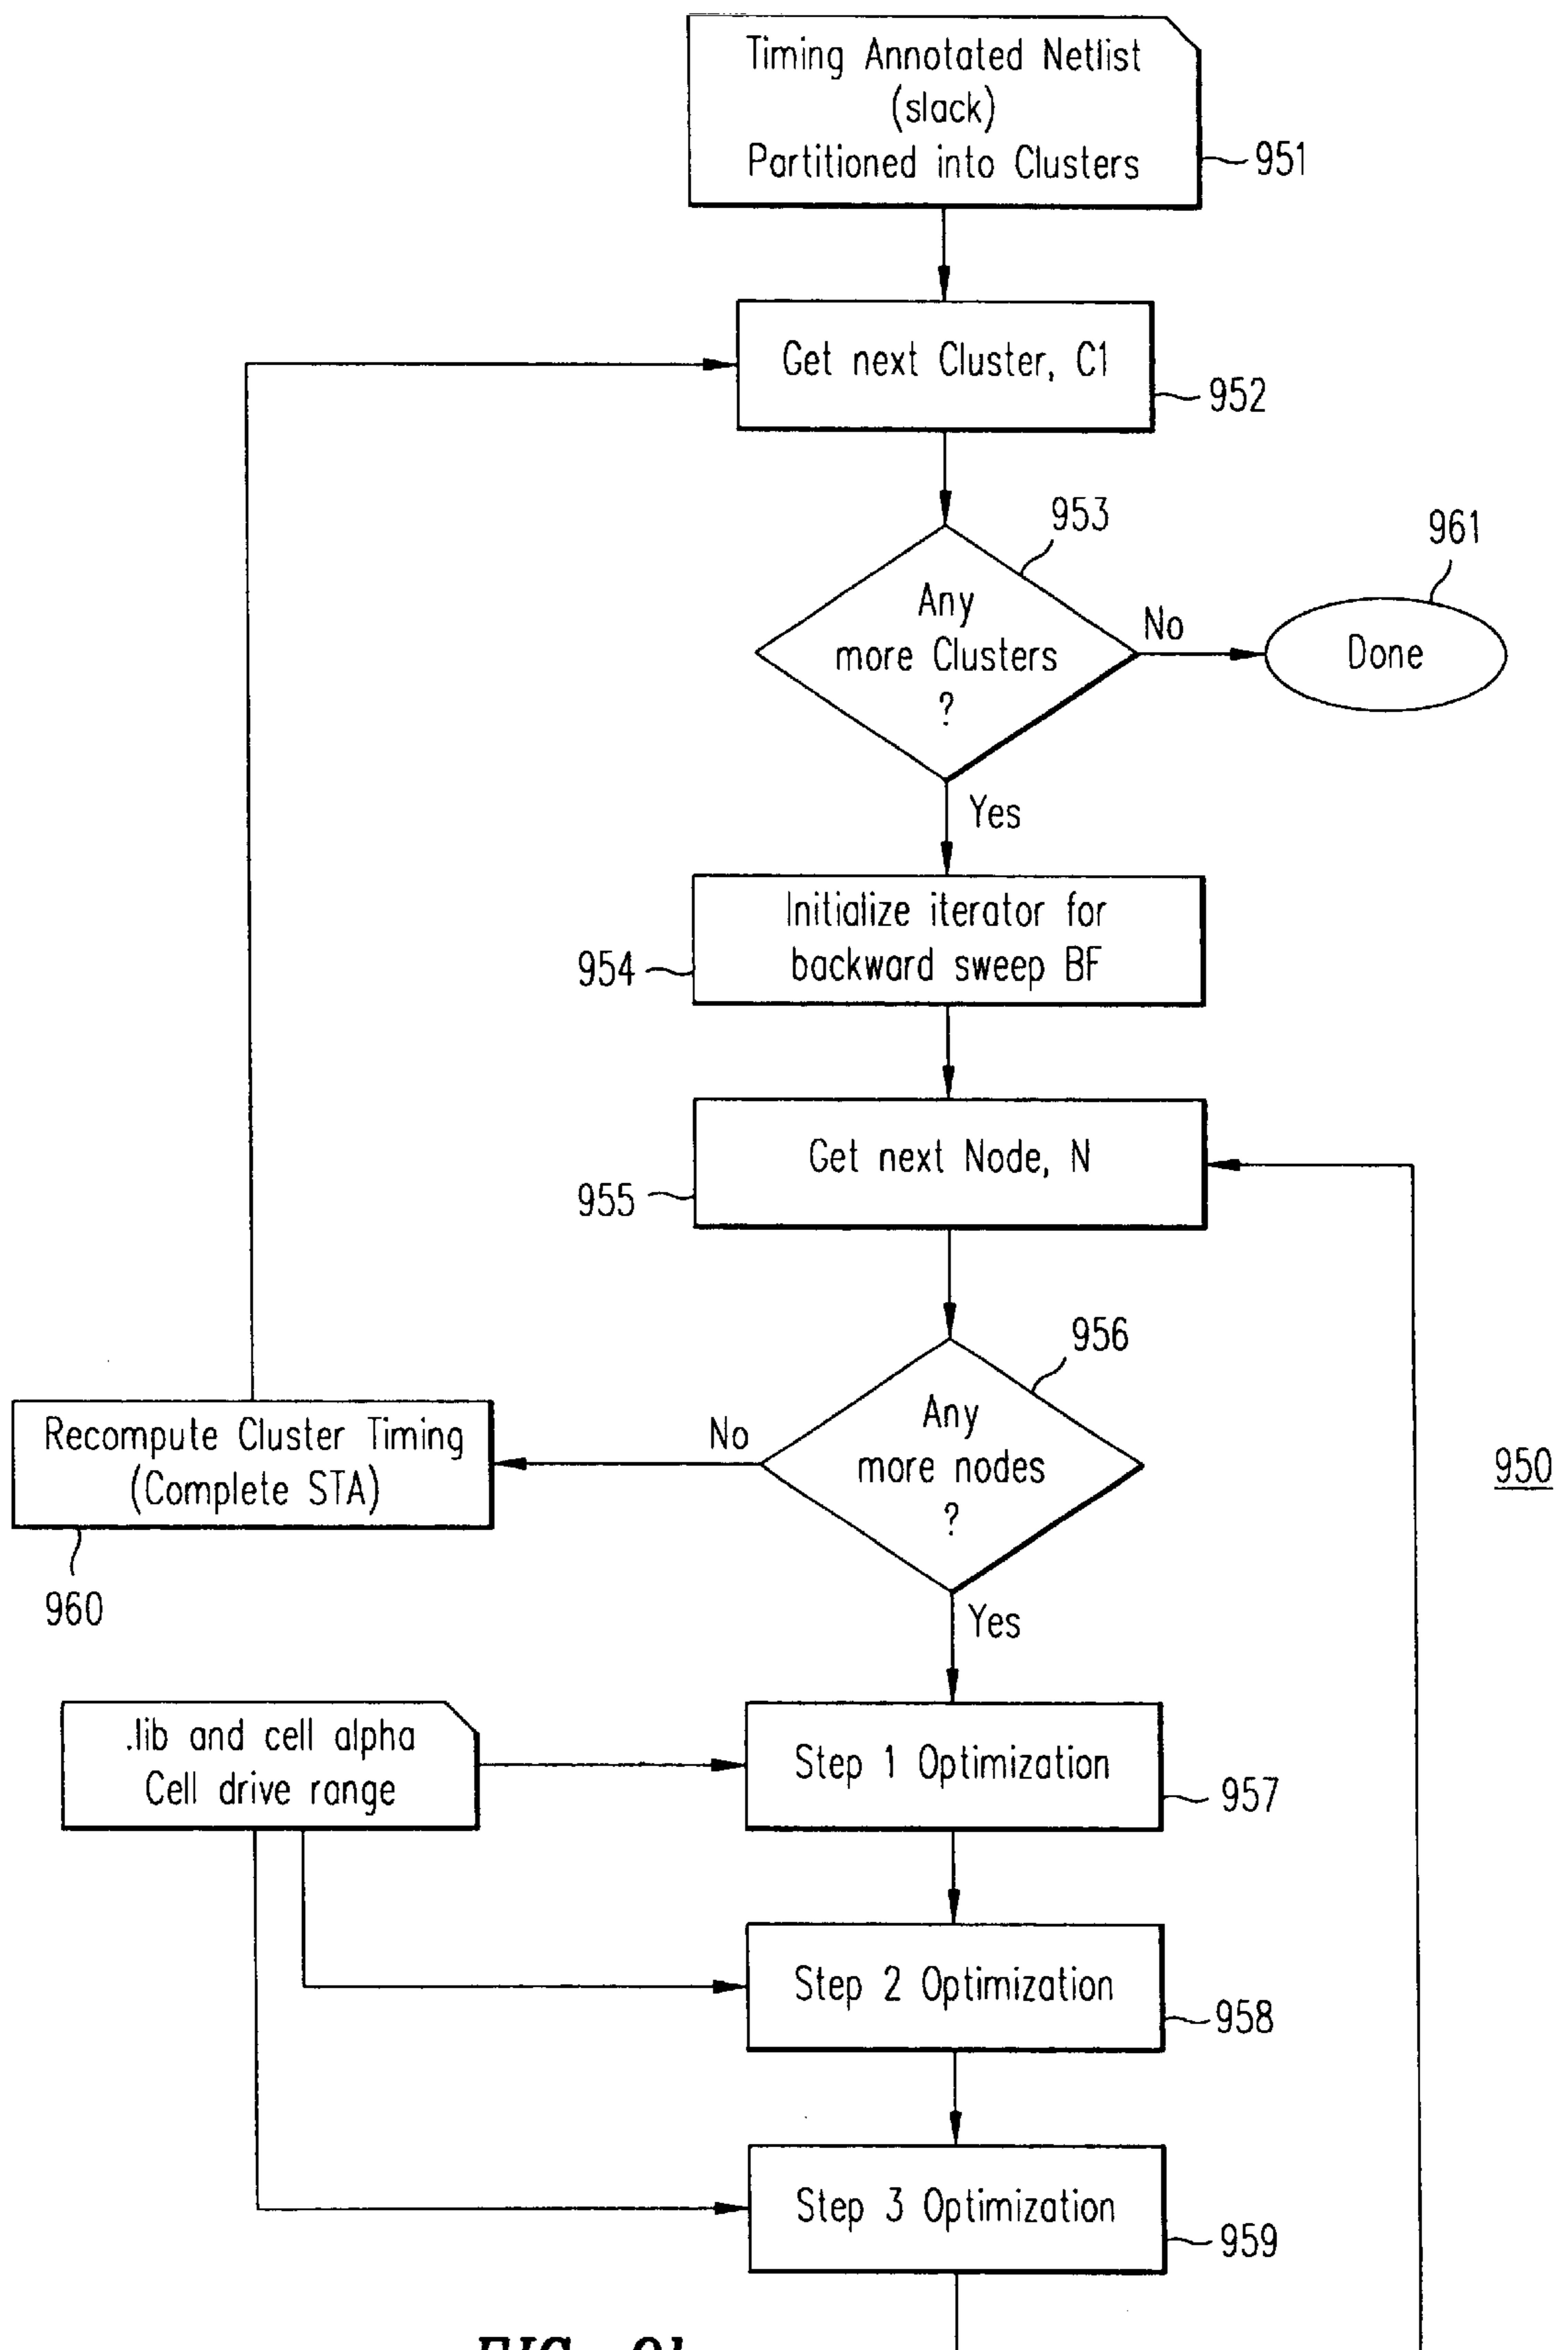 Timing Annotated Netlist
(slack)
Partitioned into Clusters
951
Get next Cluster, C1
952
953
Any
more Clusters
?
No
961
Done
Yes
Initialize iterator for
backward sweep BF
954
Get next Node, N
955
956
Any
more nodes
?
No
Recompute Cluster Timing
(Complete STA)
960
950
Yes
.lib and cell alpha
Cell drive range
Step 1 Optimization
957
Step 2 Optimization
958
Step 3 Optimization
959
FIG.